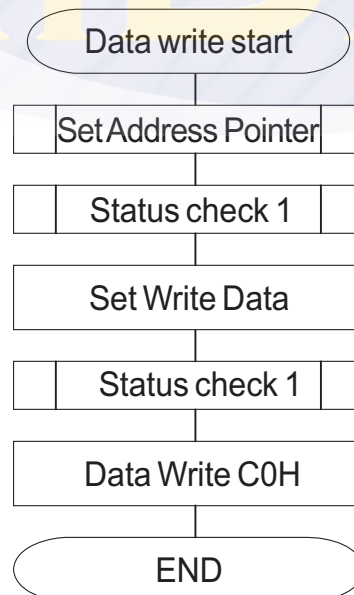 Data write start
Set Address Pointer
Status check 1
Set Write Data
Status check 1
Data Write C0H
END